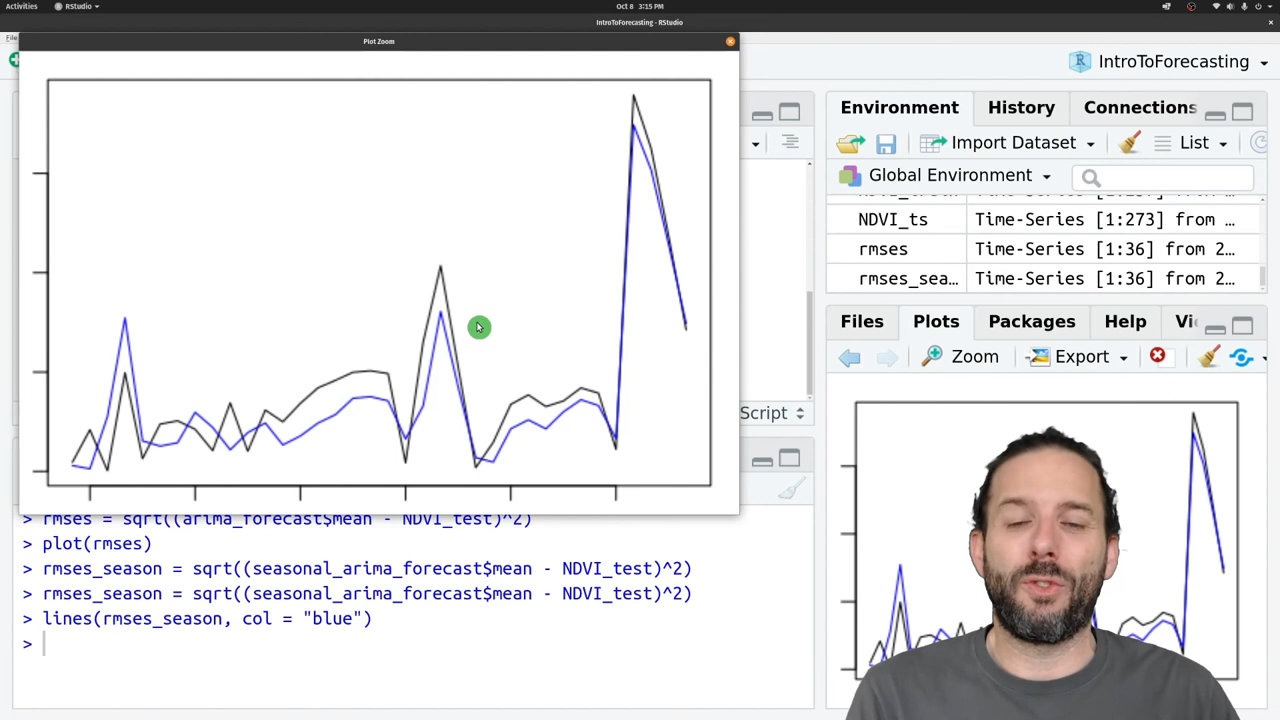 Activities RStudio Oct 8 3:15 PM
IntroToForecasting - RStudio
Plot Zoom
IntroToForecasting
Environment History Connections
Import Dataset List
Global Environment
NDVI_ts Time-Series [1:273] from …
rmses Time-Series [1:36] from 2…
rmses_sea… Time-Series [1:36] from 2…
Files Plots Packages Help
Zoom Export
Script
> rmses = sqrt((arima_forecast$mean - NDVI_test)^2)
> plot(rmses)
> rmses_season = sqrt((seasonal_arima_forecast$mean - NDVI_test)^2)
> rmses_season = sqrt((seasonal_arima_forecast$mean - NDVI_test)^2)
> lines(rmses_season, col = "blue")
>